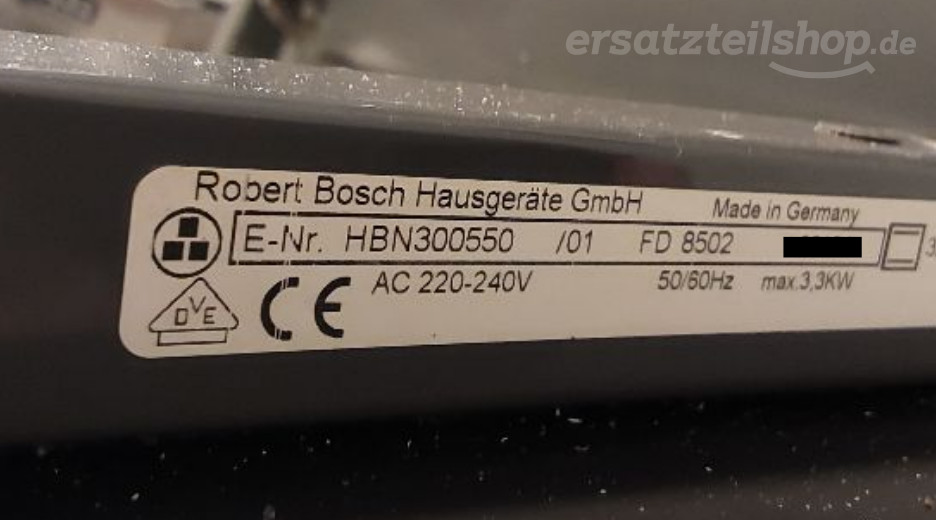 ersatzteilshop.de
Robert Bosch Hausgeräte GmbH Made in Germany
E-Nr. HBN300550 /01 FD 8502
AC 220-240V 50/60Hz max.3,3KW
DVE
CE